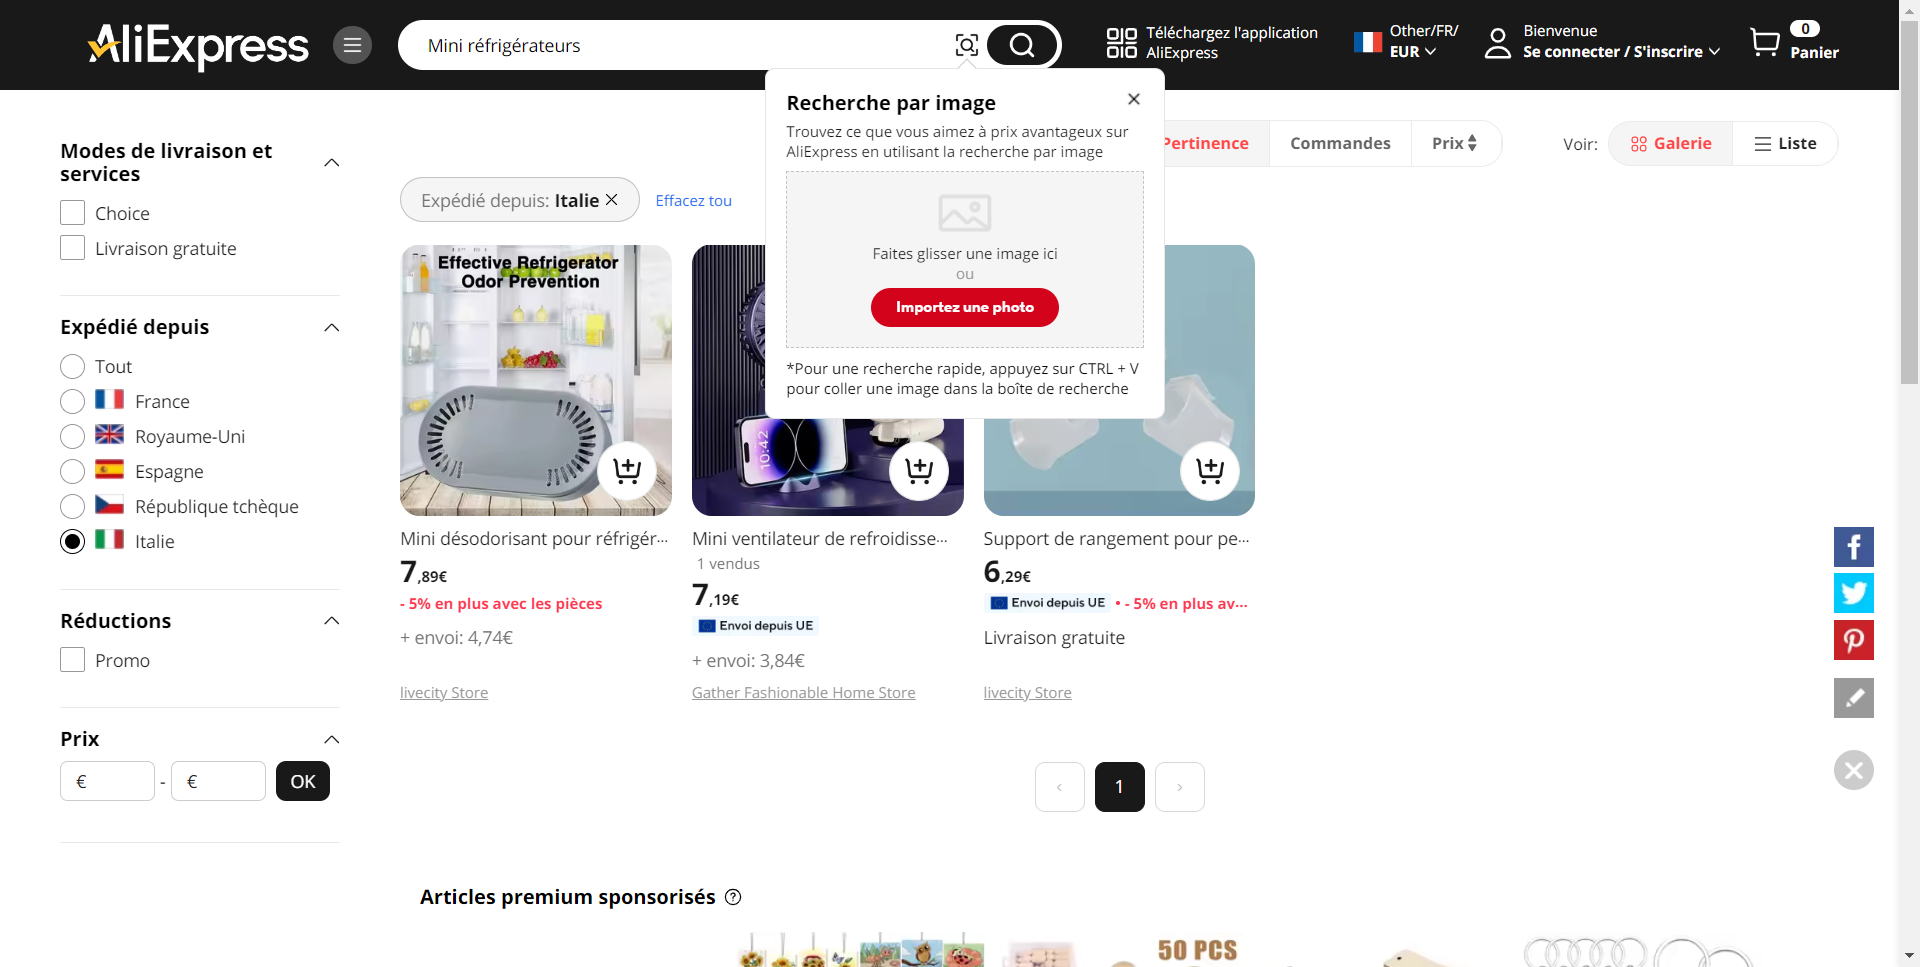 AliExpress
Mini réfrigérateurs
Téléchargez l'application
AliExpress
Other/FR/
EUR
Bienvenue
Se connecter / S'inscrire
0
Panier
Recherche par image
Trouvez ce que vous aimez à prix avantageux sur
AliExpress en utilisant la recherche par image
Faites glisser une image ici
ou
Importez une photo
*Pour une recherche rapide, appuyez sur CTRL + V
pour coller une image dans la boîte de recherche
Pertinence
Commandes
Prix
Voir:
Galerie
Liste
Modes de livraison et
services
Choice
Livraison gratuite
Expédié depuis
Tout
France
Royaume-Uni
Espagne
République tchèque
Italie
Réductions
Promo
Prix
€ - € OK
Expédié depuis: Italie
Effacez tou
Effective Refrigerator
Odor Prevention
Mini désodorisant pour réfrigér...
7,89€
- 5% en plus avec les pièces
+ envoi: 4,74€
livecity Store
10:42
Mini ventilateur de refroidisse...
1 vendus
7,19€
Envoi depuis UE
+ envoi: 3,84€
Gather Fashionable Home Store
Support de rangement pour pe...
6,29€
Envoi depuis UE • - 5% en plus av...
Livraison gratuite
livecity Store
1
Articles premium sponsorisés
50 PCS